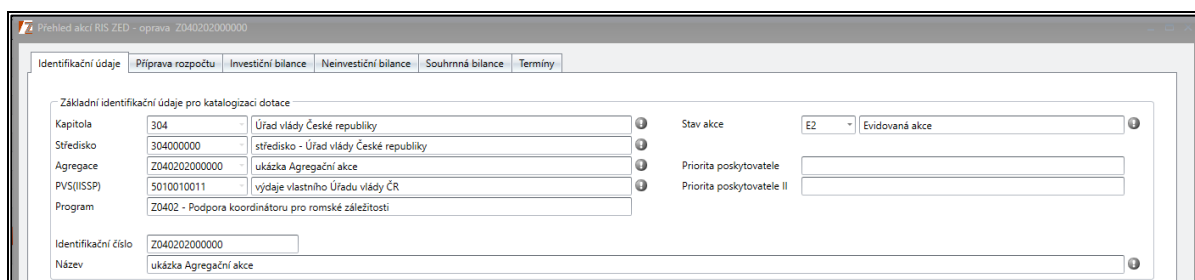 Přehled akcí RIS ZED - oprava Z040202000000
Identifikační údaje Příprava rozpočtu Investiční bilance Neinvestiční bilance Souhrnná bilance Termíny
Základní identifikační údaje pro katalogizaci dotace
Kapitola 304 Úřad vlády České republiky Stav akce E2 Evidovaná akce
Středisko 304000000 středisko - Úřad vlády České republiky
Agregace Z040202000000 ukázka Agregační akce Priorita poskytovatele
PVS(IISSP) 5010010011 výdaje vlastního Úřadu vlády ČR Priorita poskytovatele II
Program Z0402 - Podpora koordinátoru pro romské záležitosti
Identifikační číslo Z040202000000
Název ukázka Agregační akce